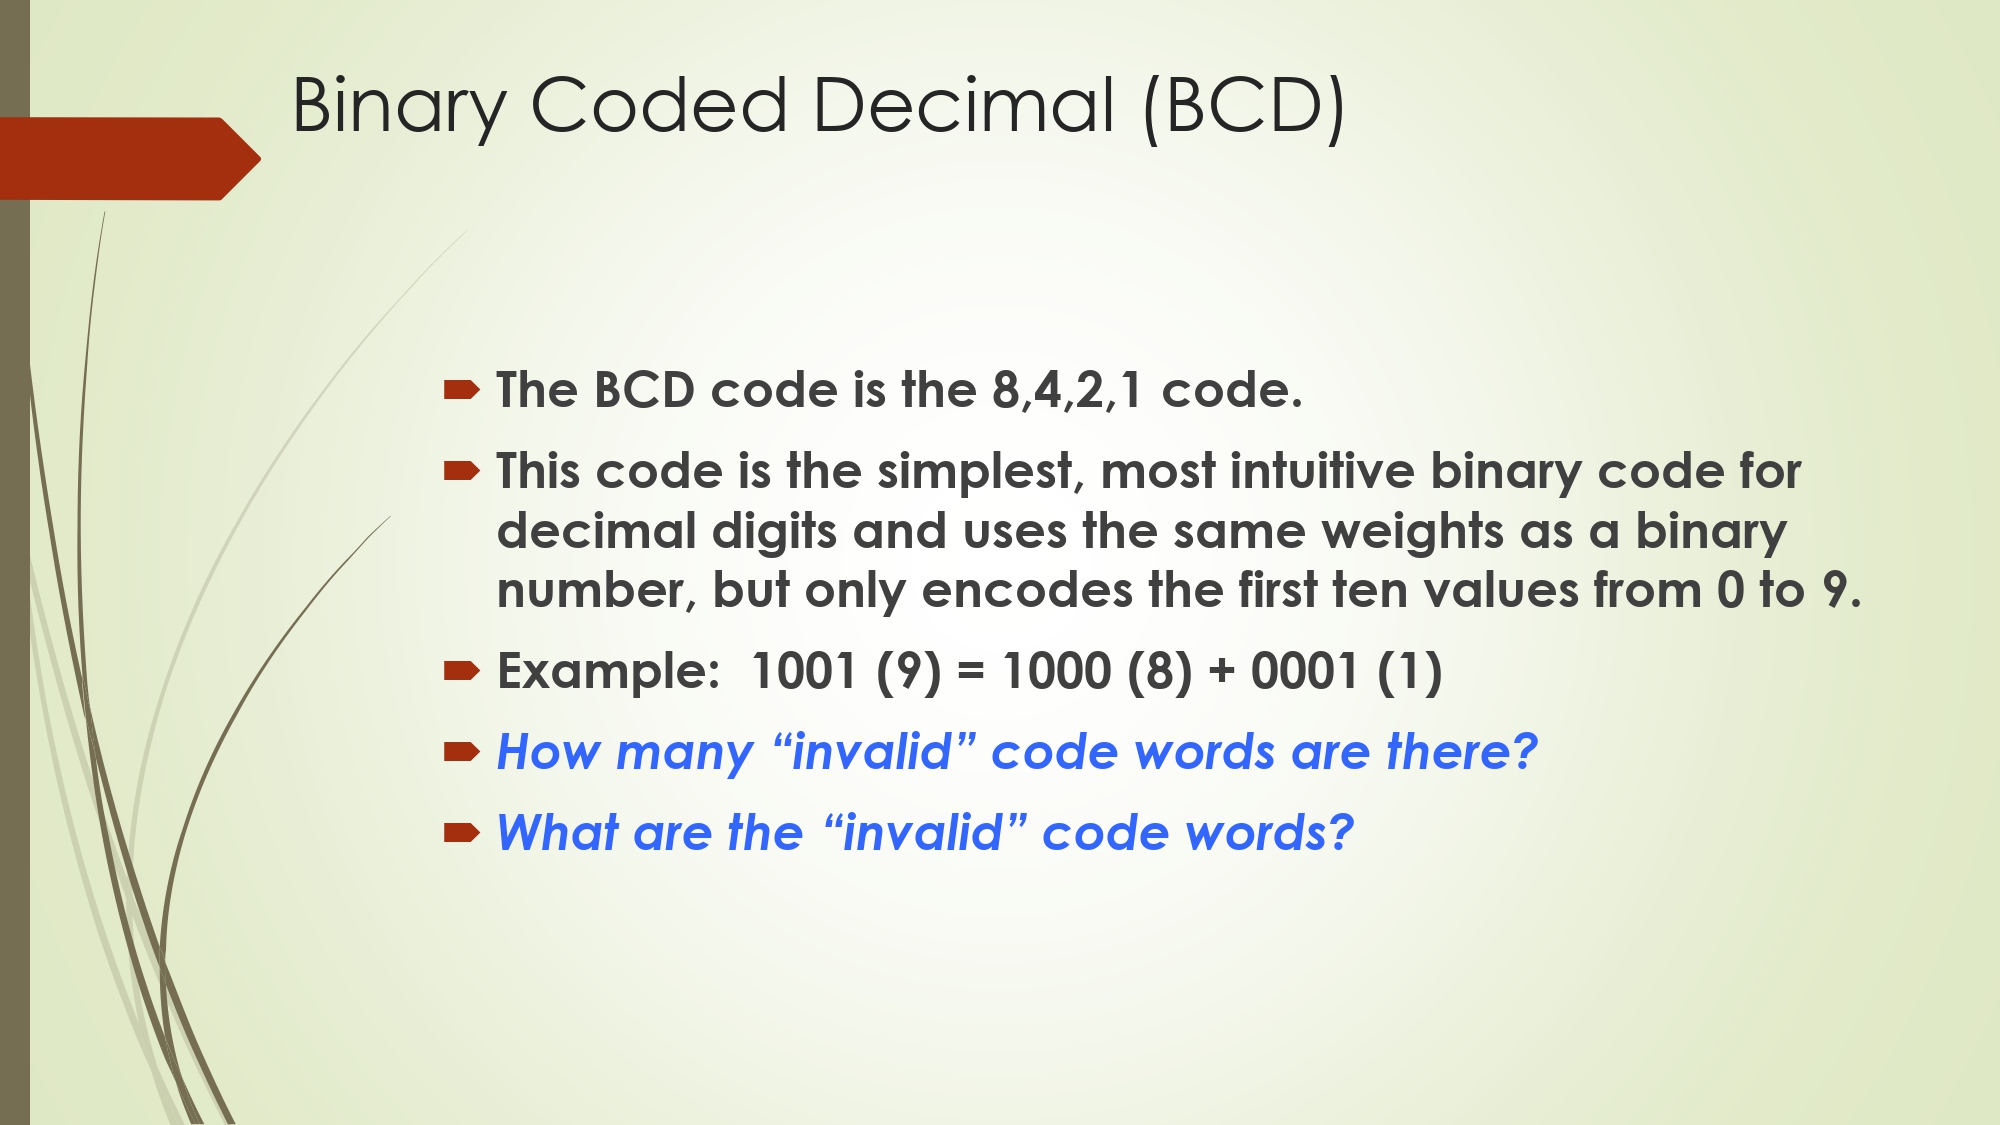 Binary Coded Decimal (BCD)
The BCD code is the 8,4,2,1 code.
This code is the simplest, most intuitive binary code for
decimal digits and uses the same weights as a binary
number, but only encodes the first ten values from 0 to 9.
Example:  1001 (9) = 1000 (8) + 0001 (1)
How many “invalid” code words are there?
What are the “invalid” code words?